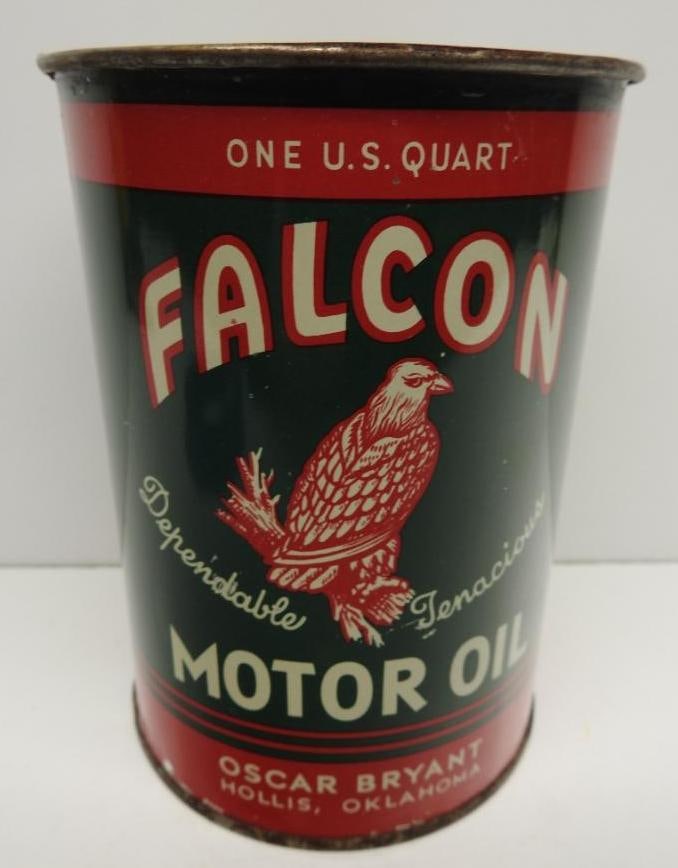 ONE U.S. QUART
FALCON
Dependable Tenacious
MOTOR OIL
OSCAR BRYANT
HOLLIS, OKLAHOMA